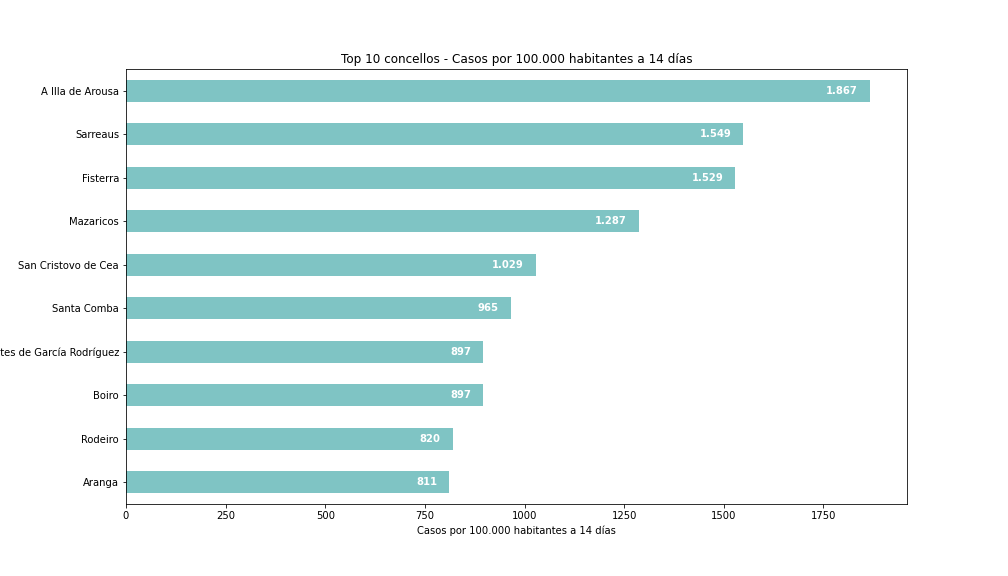 Top 10 concellos - Casos por 100.000 habitantes a 14 días
A Illa de Arousa 1.867
Sarreaus 1.549
Fisterra 1.529
Mazaricos 1.287
San Cristovo de Cea 1.029
Santa Comba 965
tes de García Rodríguez 897
Boiro 897
Rodeiro 820
Aranga 811
0 250 500 750 1000 1250 1500 1750
Casos por 100.000 habitantes a 14 días